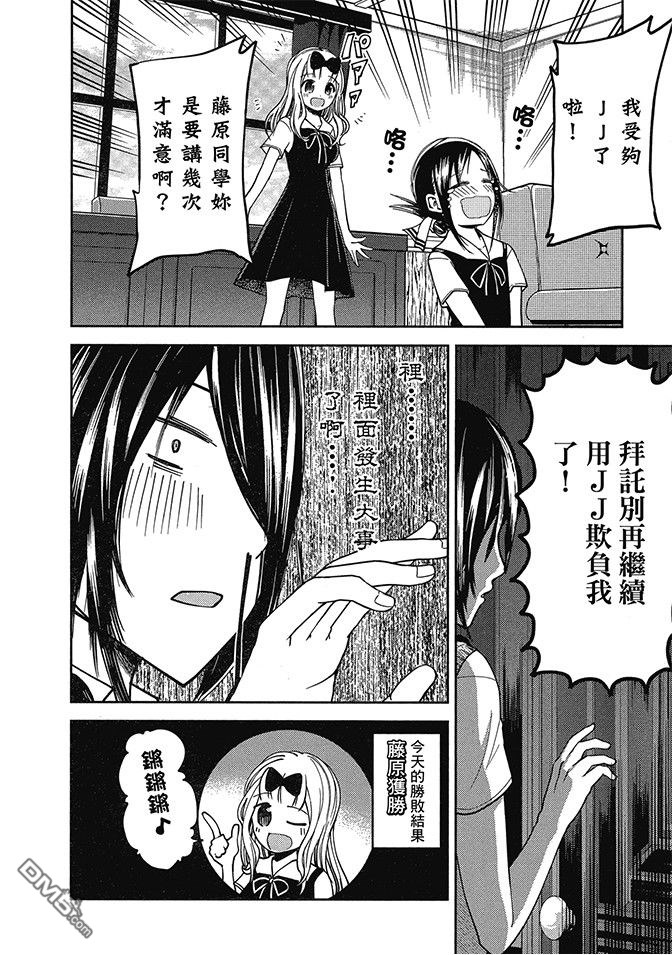 我受夠
ＪＪ了
啦！
咯…
咯…
パアアァ
藤原同學妳
是要講幾次
才滿意啊？
拜託別再繼續
用ＪＪ欺負我
了！
裡……
裡面發生大事
了啊……
今天的勝敗結果
藤原獲勝
鏘鏘鏘♪
DM5.com